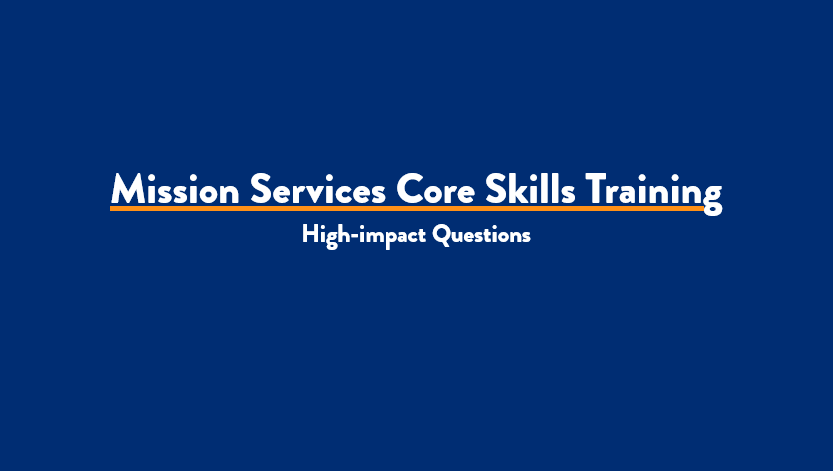 Mission Services Core Skills Training
High-impact Questions